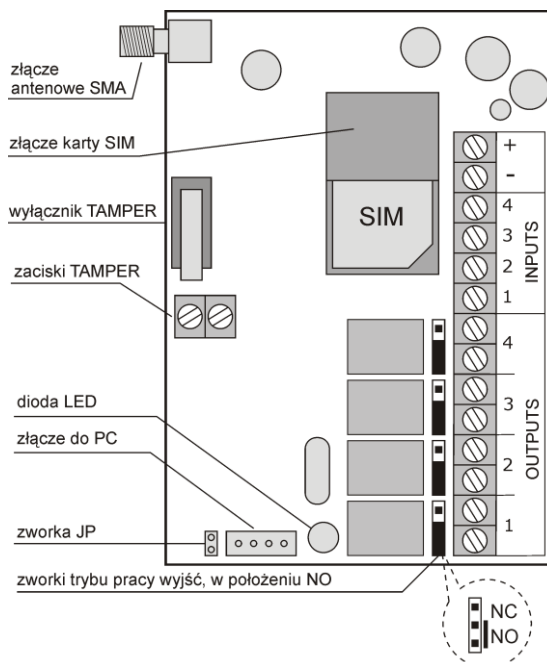 złącze
antenowe SMA
złącze karty SIM
wyłącznik TAMPER
zaciski TAMPER
dioda LED
złącze do PC
zworka JP
zworki trybu pracy wyjść, w położeniu NO
SIM
+
-
4
3
2
1
INPUTS
4
3
2
1
OUTPUTS
NC
NO